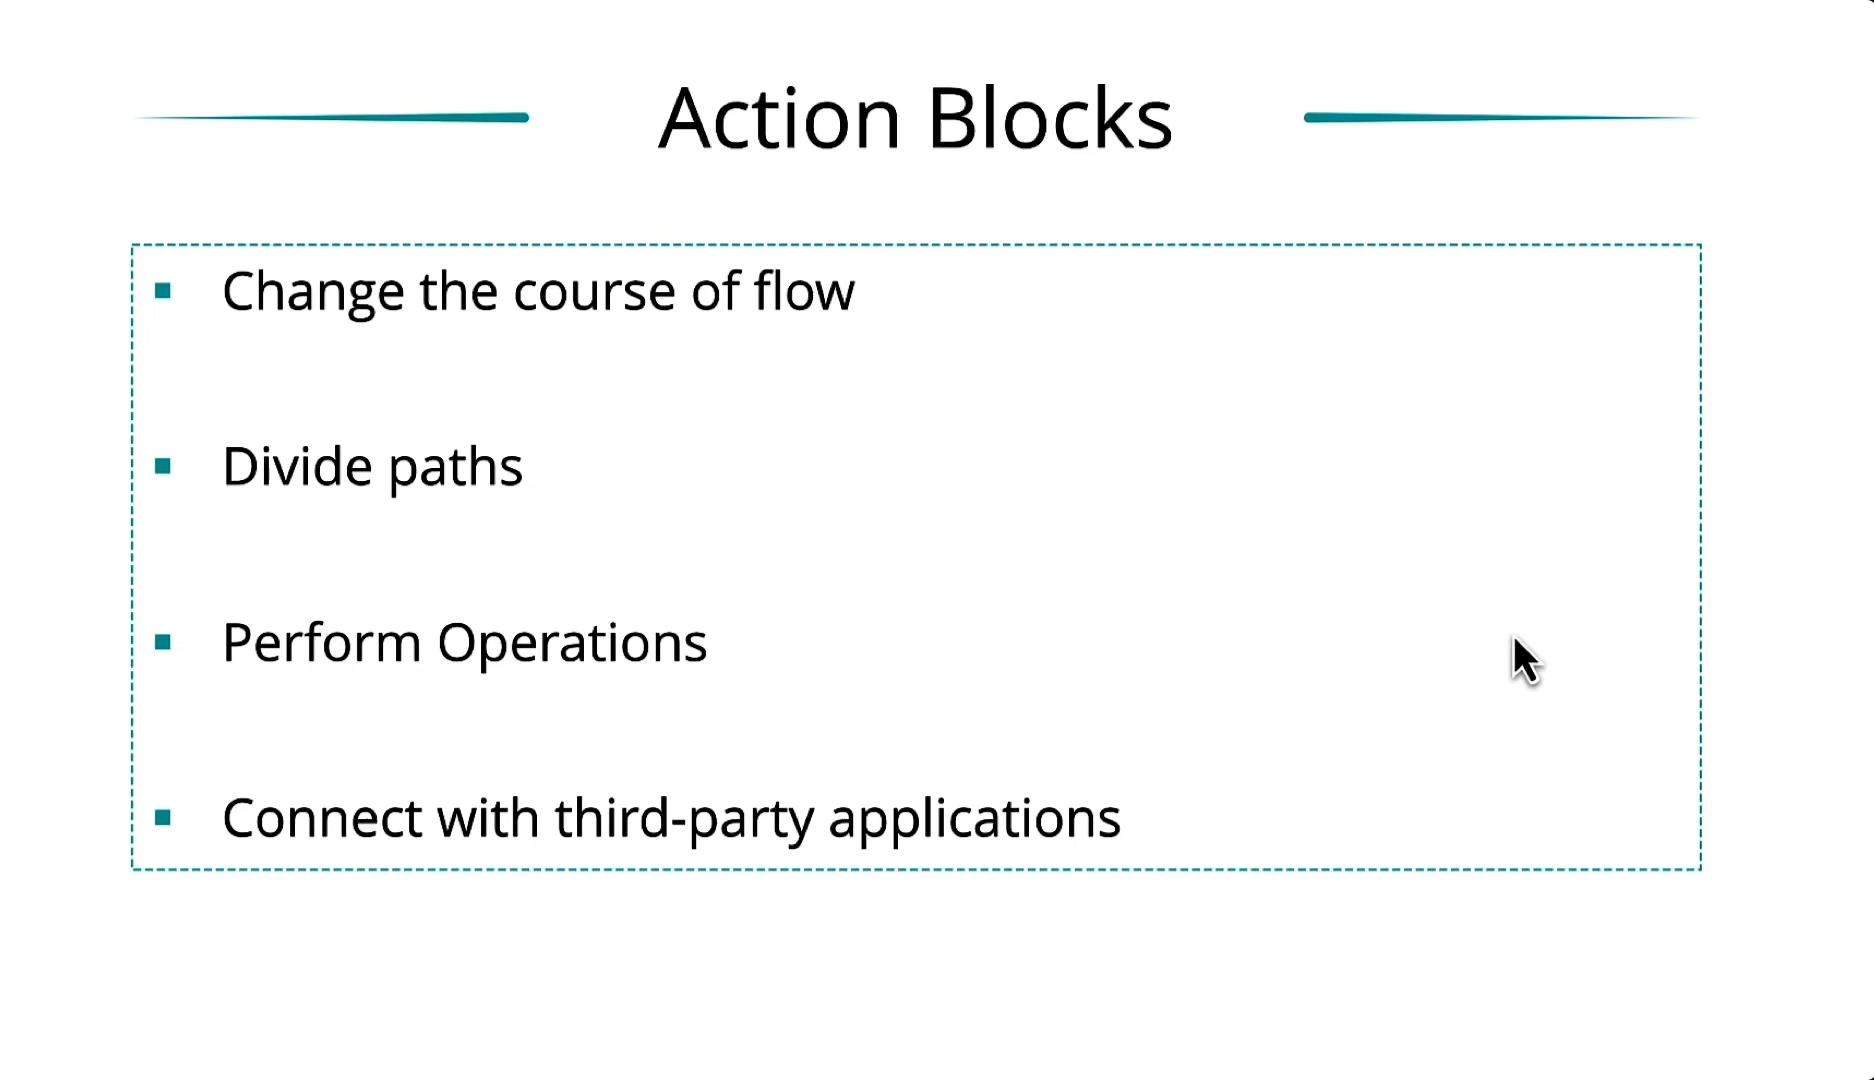 Action Blocks
Change the course of flow
Divide paths
Perform Operations
Connect with third-party applications